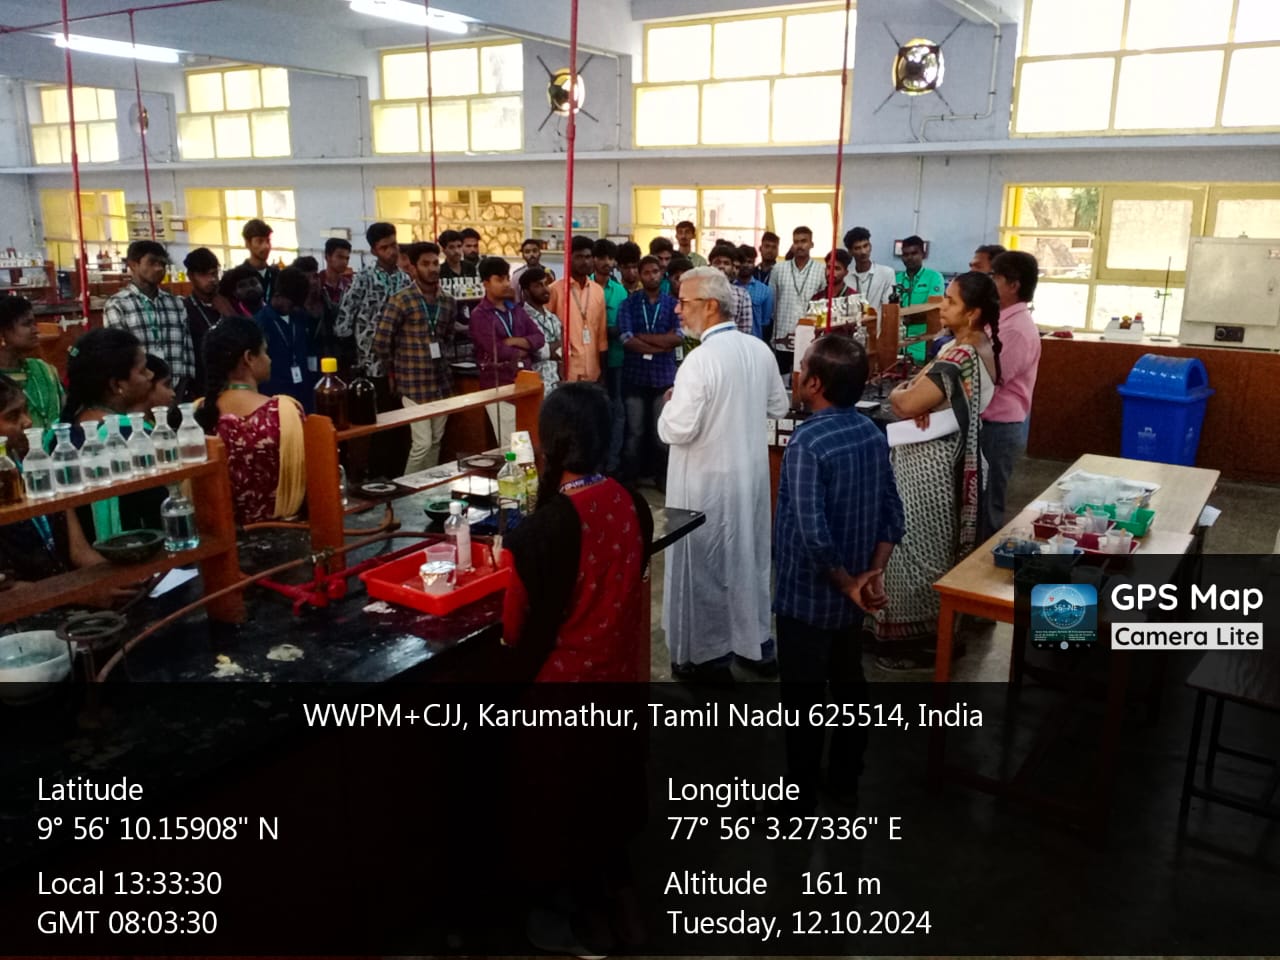 GPS Map
Camera Lite
WWPM+CJJ, Karumathur, Tamil Nadu 625514, India
Latitude
9° 56' 10.15908" N
Longitude
77° 56' 3.27336" E
Local 13:33:30
GMT 08:03:30
Altitude 161 m
Tuesday, 12.10.2024